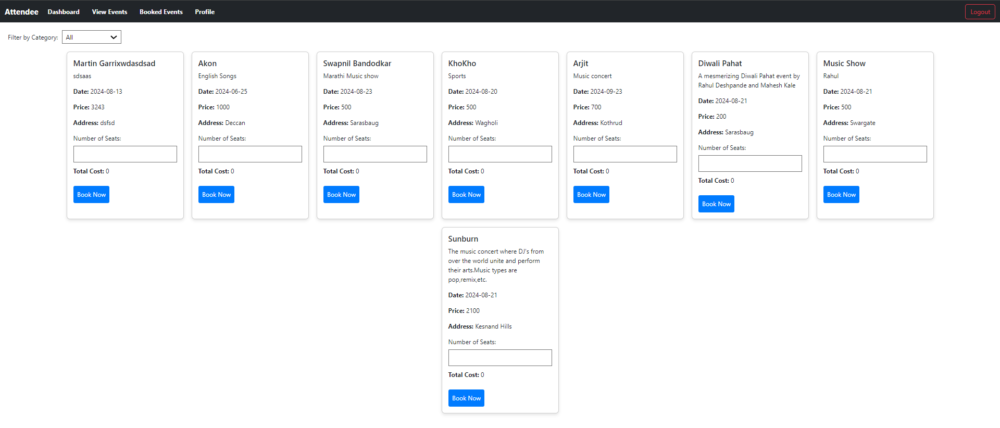 Attendee Dashboard View Events Booked Events Profile Logout
Filter by Category: All
Martin Garrixwdasdsad
sdsaas
Date: 2024-08-13
Price: 3243
Address: dsfsd
Number of Seats:
Total Cost: 0
Book Now
Akon
English Songs
Date: 2024-06-25
Price: 1000
Address: Deccan
Number of Seats:
Total Cost: 0
Book Now
Swapnil Bandodkar
Marathi Music show
Date: 2024-08-23
Price: 500
Address: Sarasbaug
Number of Seats:
Total Cost: 0
Book Now
KhoKho
Sports
Date: 2024-08-20
Price: 500
Address: Wagholi
Number of Seats:
Total Cost: 0
Book Now
Arjit
Music concert
Date: 2024-09-23
Price: 700
Address: Kothrud
Number of Seats:
Total Cost: 0
Book Now
Diwali Pahat
A mesmerizing Diwali Pahat event by
Rahul Deshpande and Mahesh Kale
Date: 2024-08-21
Price: 200
Address: Sarasbaug
Number of Seats:
Total Cost: 0
Book Now
Music Show
Rahul
Date: 2024-08-21
Price: 500
Address: Swargate
Number of Seats:
Total Cost: 0
Book Now
Sunburn
The music concert where DJ's from
over the world unite and perform
their arts.Music types are
pop,remix,etc.
Date: 2024-08-21
Price: 2100
Address: Kesnand Hills
Number of Seats:
Total Cost: 0
Book Now